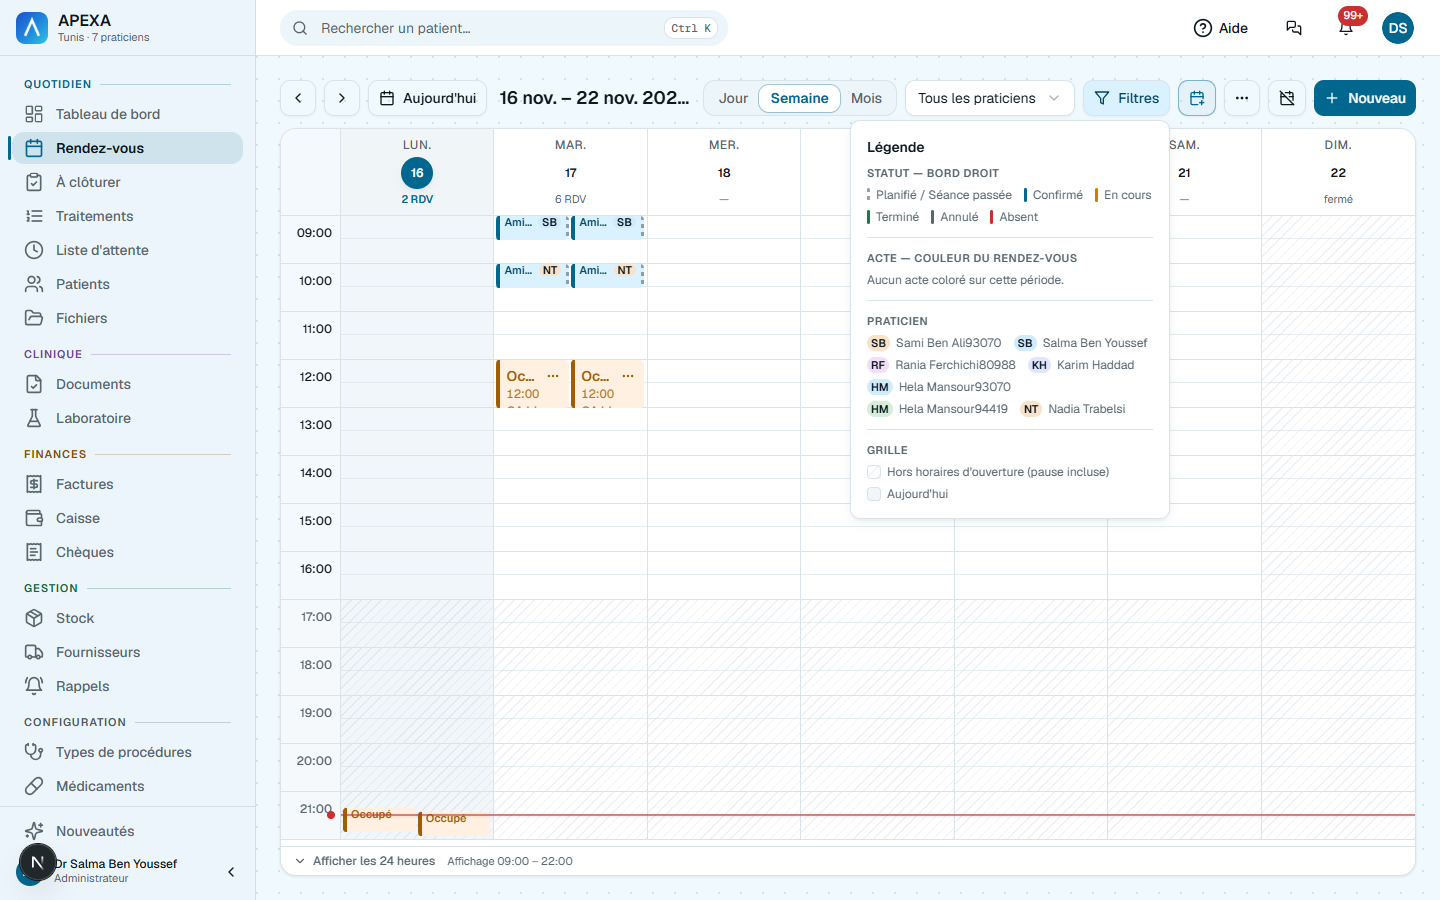 APEXA
Tunis · 7 praticiens
Rechercher un patient…
Ctrl K
Aide
99+
DS
QUOTIDIEN
Tableau de bord
Rendez-vous
À clôturer
Traitements
Liste d'attente
Patients
Fichiers
CLINIQUE
Documents
Laboratoire
FINANCES
Factures
Caisse
Chèques
GESTION
Stock
Fournisseurs
Rappels
CONFIGURATION
Types de procédures
Médicaments
Nouveautés
N
Dr Salma Ben Youssef
Administrateur
Aujourd'hui
16 nov. – 22 nov. 202…
Jour
Semaine
Mois
Tous les praticiens
Filtres
Nouveau
LUN.
16
2 RDV
MAR.
17
6 RDV
MER.
18
—
SAM.
21
—
DIM.
22
fermé
09:00
10:00
11:00
12:00
13:00
14:00
15:00
16:00
17:00
18:00
19:00
20:00
21:00
Ami… SB
Ami… SB
Ami… NT
Ami… NT
Oc… ···
12:00
Oc… ···
12:00
Occupé
Occupé
Légende
STATUT — BORD DROIT
Planifié / Séance passée
Confirmé
En cours
Terminé
Annulé
Absent
ACTE — COULEUR DU RENDEZ-VOUS
Aucun acte coloré sur cette période.
PRATICIEN
SB Sami Ben Ali93070
SB Salma Ben Youssef
RF Rania Ferchichi80988
KH Karim Haddad
HM Hela Mansour93070
HM Hela Mansour94419
NT Nadia Trabelsi
GRILLE
Hors horaires d'ouverture (pause incluse)
Aujourd'hui
Afficher les 24 heures
Affichage 09:00 – 22:00